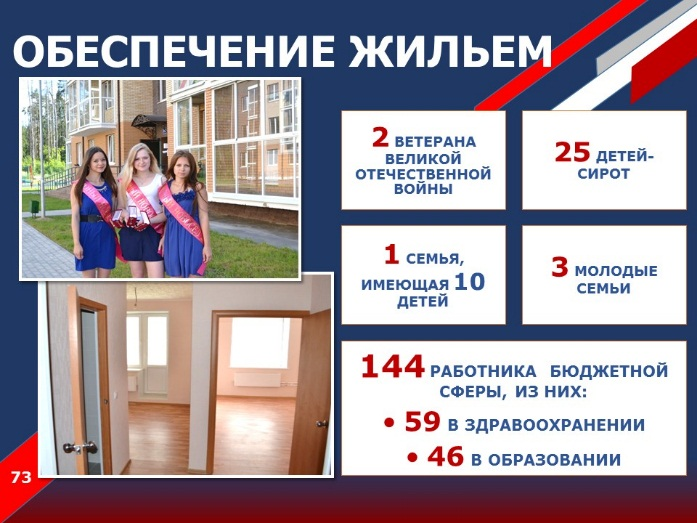 ОБЕСПЕЧЕНИЕ ЖИЛЬЕМ
2 ВЕТЕРАНА
ВЕЛИКОЙ
ОТЕЧЕСТВЕННОЙ
ВОЙНЫ
25 ДЕТЕЙ-
СИРОТ
1 СЕМЬЯ,
ИМЕЮЩАЯ 10
ДЕТЕЙ
3 МОЛОДЫЕ
СЕМЬИ
144 РАБОТНИКА БЮДЖЕТНОЙ
СФЕРЫ, ИЗ НИХ:
• 59 В ЗДРАВООХРАНЕНИИ
• 46 В ОБРАЗОВАНИИ
73